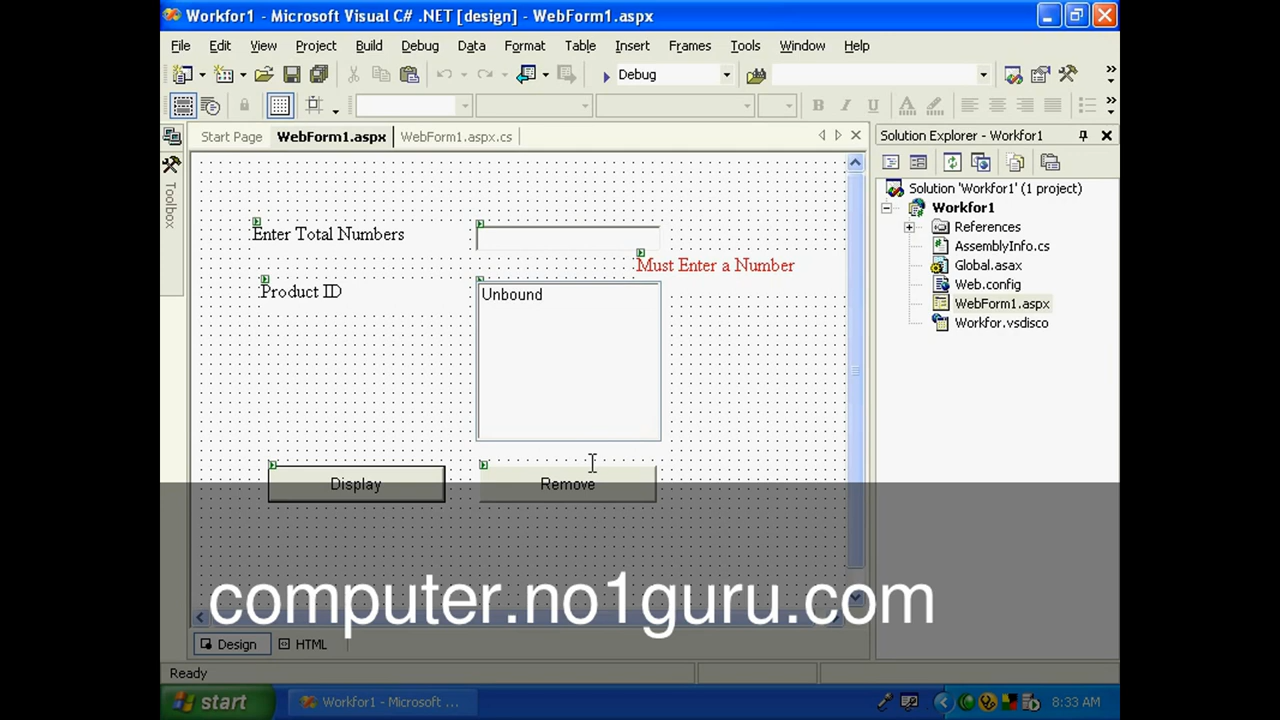 Workfor1 - Microsoft Visual C# .NET [design] - WebForm1.aspx
File Edit View Project Build Debug Data Format Table Insert Frames Tools Window Help
Debug
B I U A
Start Page WebForm1.aspx WebForm1.aspx.cs
Solution Explorer - Workfor1
Toolbox
Solution 'Workfor1' (1 project)
Workfor1
References
AssemblyInfo.cs
Global.asax
Web.config
WebForm1.aspx
Workfor.vsdisco
Enter Total Numbers
Must Enter a Number
Product ID
Unbound
Display Remove
computer.no1guru.com
Design HTML
Ready
start Workfor1 - Microsoft ... 8:33 AM